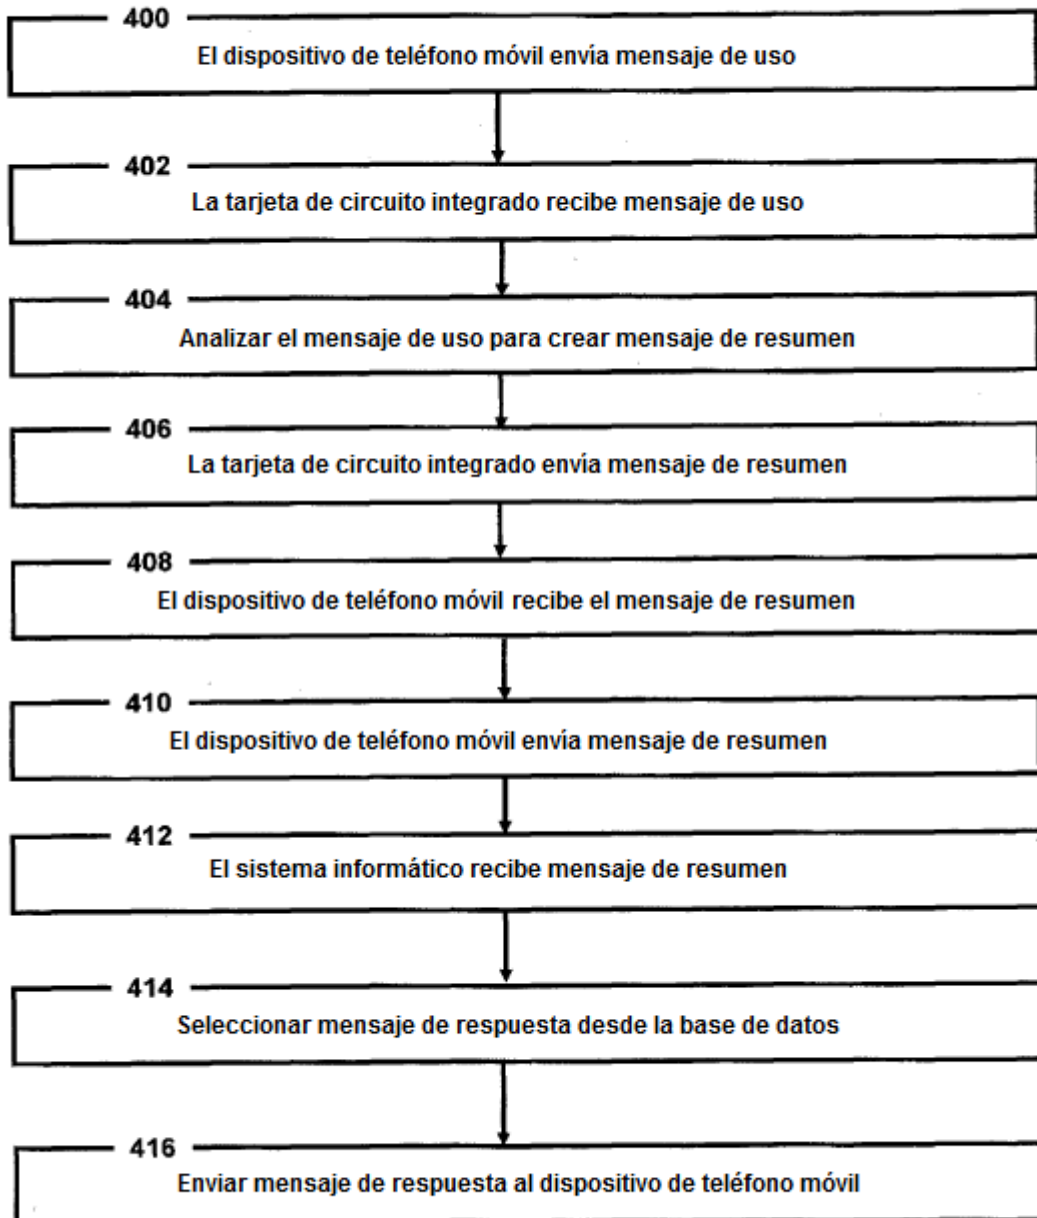 400
El dispositivo de teléfono móvil envía mensaje de uso
402
La tarjeta de circuito integrado recibe mensaje de uso
404
Analizar el mensaje de uso para crear mensaje de resumen
406
La tarjeta de circuito integrado envía mensaje de resumen
408
El dispositivo de teléfono móvil recibe el mensaje de resumen
410
El dispositivo de teléfono móvil envía mensaje de resumen
412
El sistema informático recibe mensaje de resumen
414
Seleccionar mensaje de respuesta desde la base de datos
416
Enviar mensaje de respuesta al dispositivo de teléfono móvil